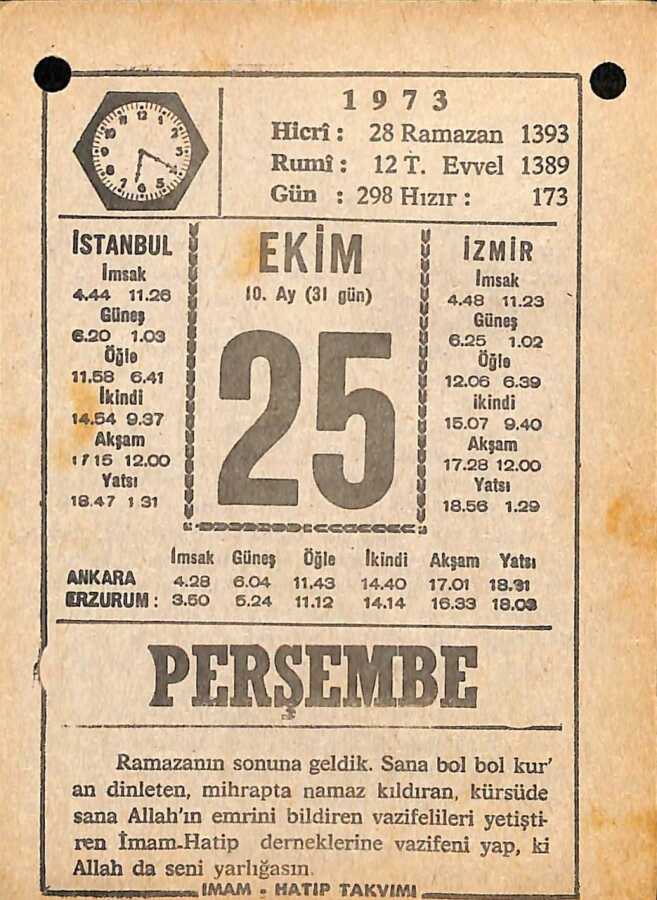 1973
Hicrî : 28 Ramazan 1393
Rumî : 12 T. Evvel 1389
Gün : 298 Hızır : 173
İSTANBUL
İmsak
4.44 11.26
Güneş
6.20 1.03
Öğle
11.58 6.41
İkindi
14.54 9.37
Akşam
17 15 12.00
Yatsı
18.47 1 31
EKİM
10. Ay (31 gün)
25
İZMİR
İmsak
4.48 11.23
Güneş
6.25 1.02
Öğle
12.06 6.39
ikindi
15.07 9.40
Akşam
17.28 12.00
Yatsı
18.56 1.29
İmsak Güneş Öğle İkindi Akşam Yatsı
ANKARA 4.28 6.04 11.43 14.40 17.01 18.31
ERZURUM : 3.50 5.24 11.12 14.14 16.33 18.03
PERŞEMBE
Ramazanın sonuna geldik. Sana bol bol kur'
an dinleten, mihrapta namaz kıldıran, kürsüde
sana Allah'ın emrini bildiren vazifelileri yetişti-
ren İmam-Hatip derneklerine vazifeni yap, ki
Allah da seni yarlığasın.
İMAM - HATİP TAKVİMİ